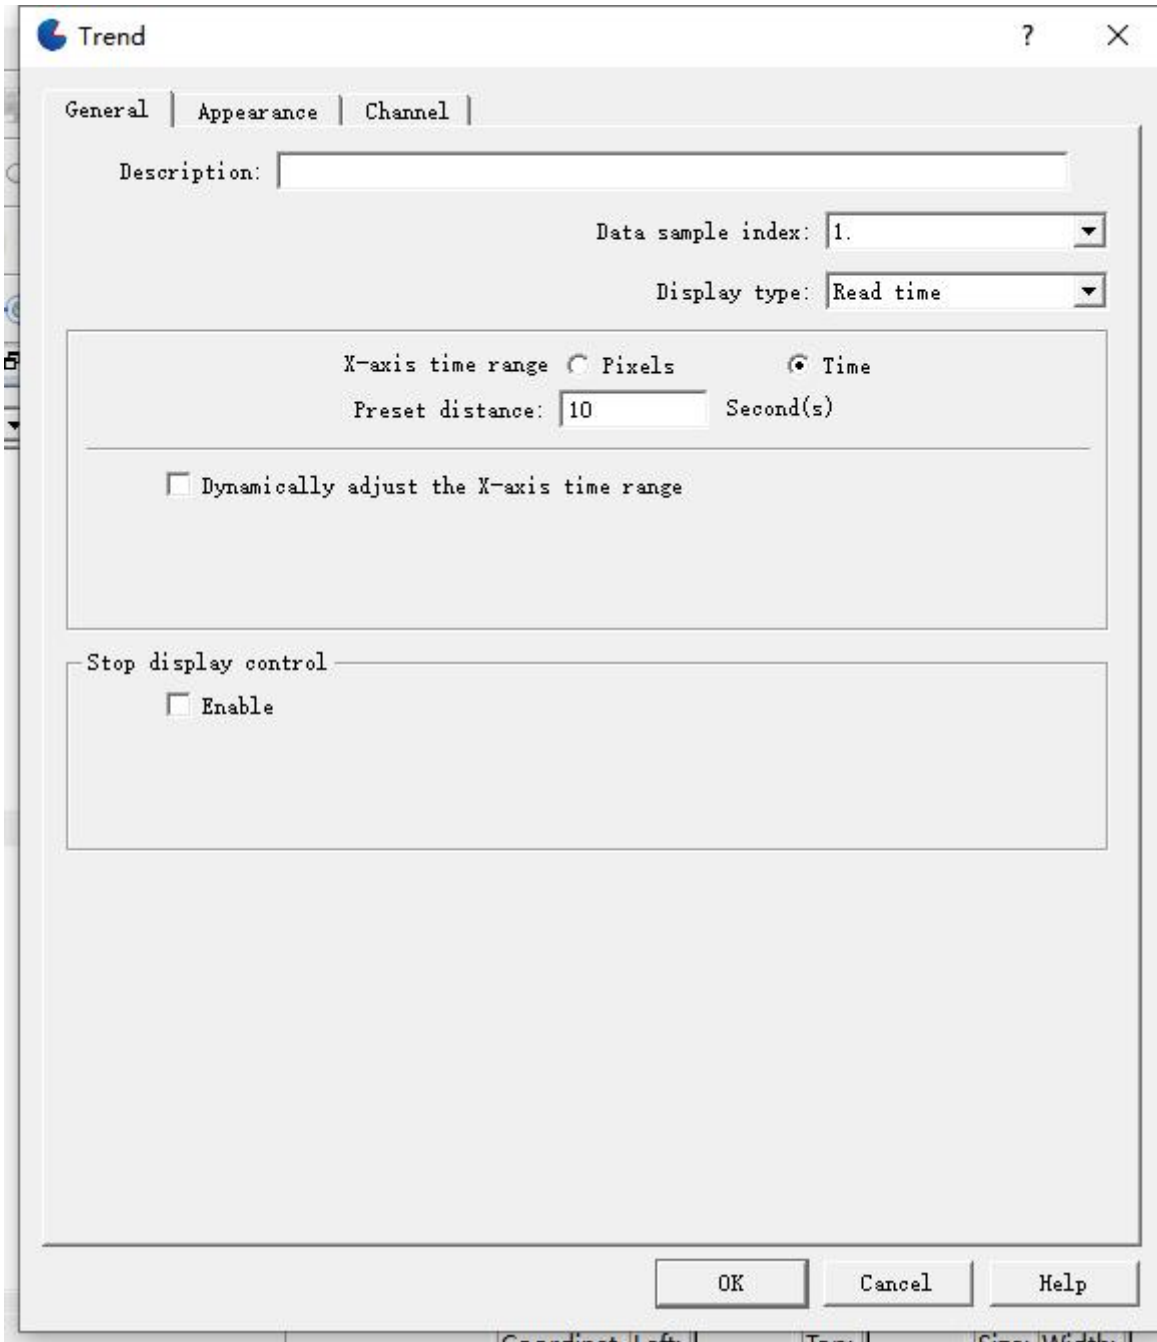 Trend
General
Appearance
Channel
Description:
Data sample index: 1.
Display type: Read time
X-axis time range Pixels Time
Preset distance: 10 Second(s)
Dynamically adjust the X-axis time range
Stop display control
Enable
OK
Cancel
Help